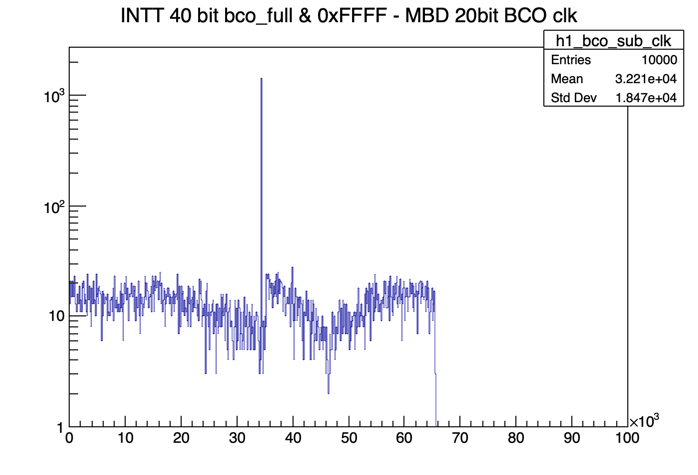 INTT 40 bit bco_full & 0xFFFF - MBD 20bit BCO clk
h1_bco_sub_clk
Entries 10000
Mean 3.221e+04
Std Dev 1.847e+04
10³
10²
10
1
0 10 20 30 40 50 60 70 80 90 100
×10³